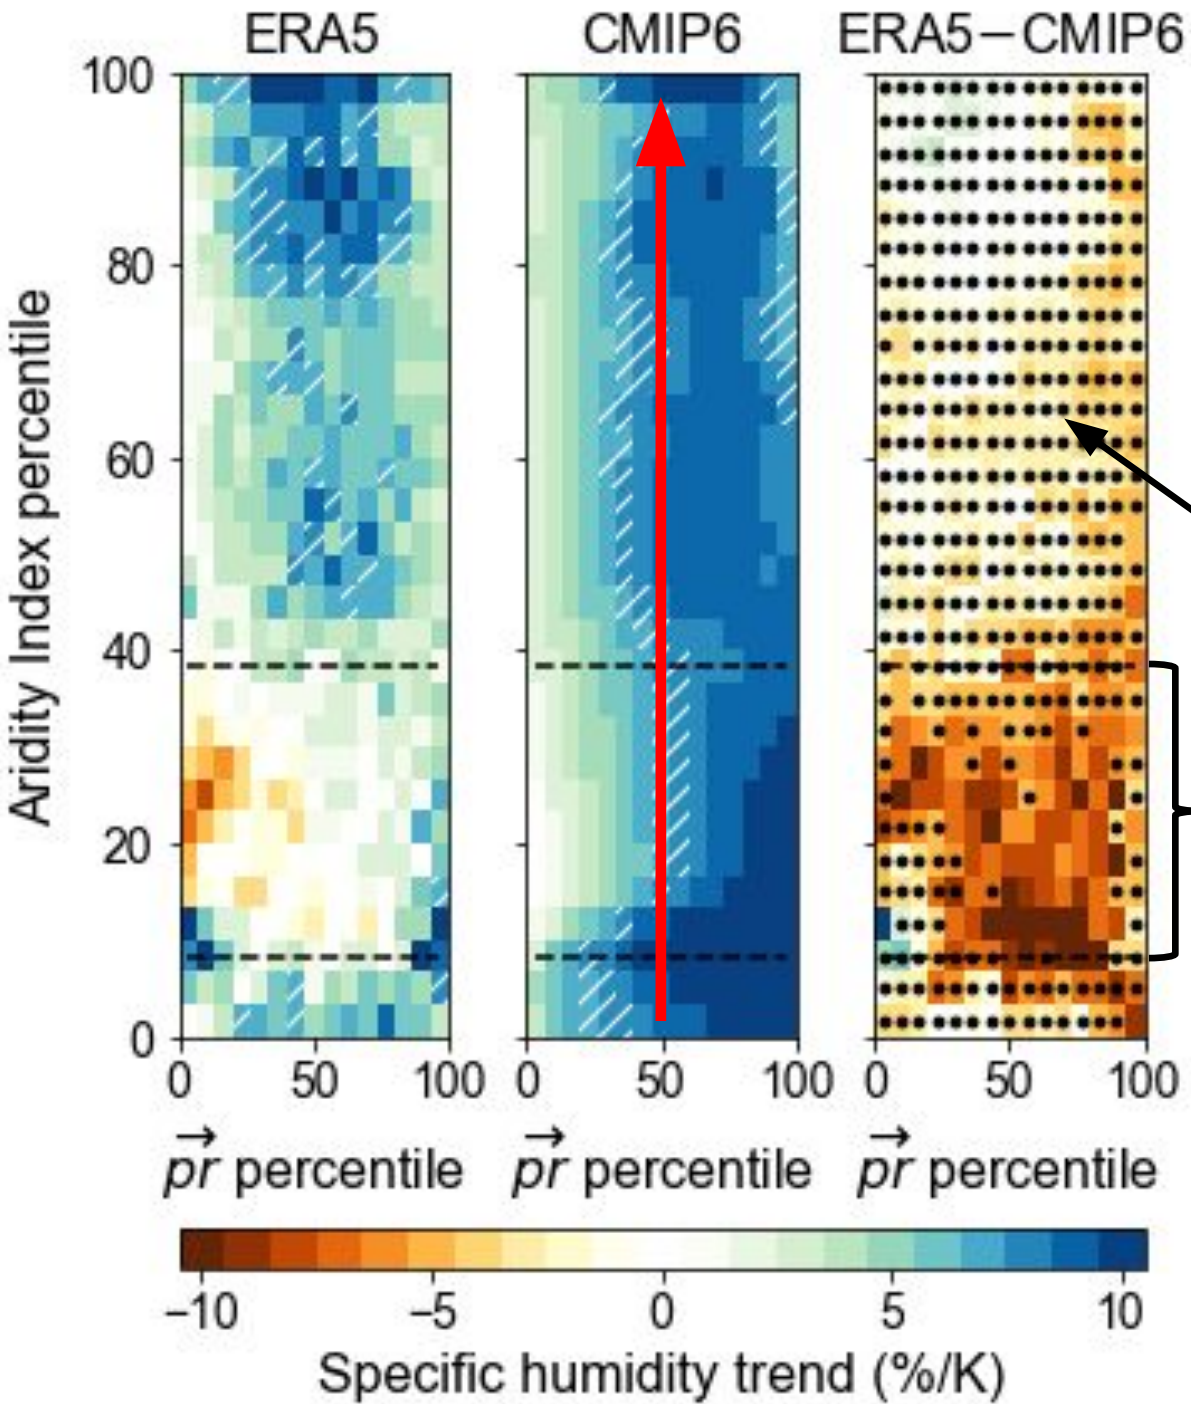 ERA5 CMIP6 ERA5−CMIP6
Aridity Index percentile
100
80
60
40
20
0
0 50 100 0 50 100 0 50 100
pr percentile pr percentile pr percentile
−10 −5 0 5 10
Specific humidity trend (%/K)